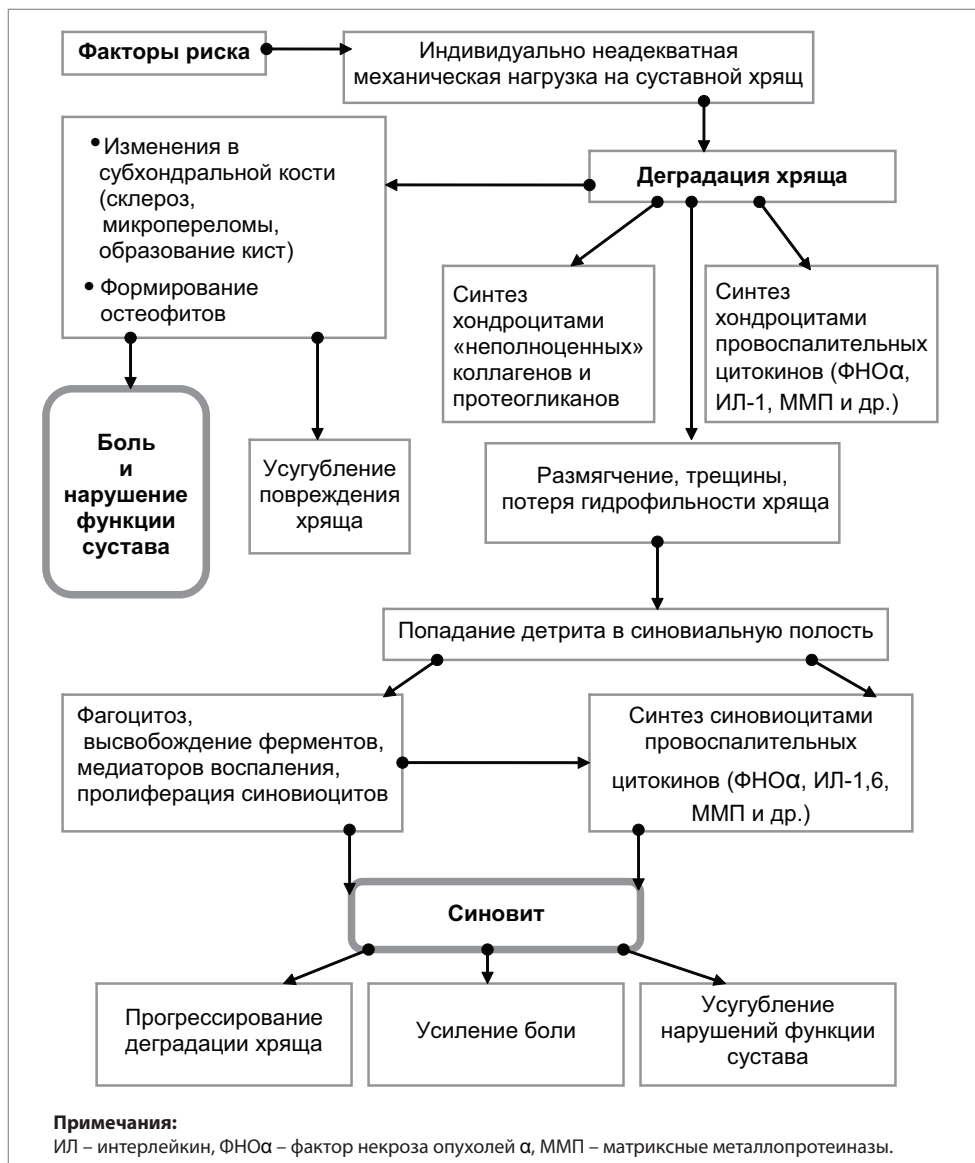 Факторы риска
Индивидуально неадекватная
механическая нагрузка на суставной хрящ
Деградация хряща
• Изменения в
субхондральной кости
(склероз,
микропереломы,
образование кист)
• Формирование
остеофитов
Синтез
хондроцитами
«неполноценных»
коллагенов и
протеогликанов
Синтез
хондроцитами
провоспалительных
цитокинов (ФНОα,
ИЛ-1, ММП и др.)
Боль
и
нарушение
функции
сустава
Усугубление
повреждения
хряща
Размягчение, трещины,
потеря гидрофильности хряща
Попадание детрита в синовиальную полость
Фагоцитоз,
высвобождение ферментов,
медиаторов воспаления,
пролиферация синовиоцитов
Синтез синовиоцитами
провоспалительных
цитокинов (ФНОα, ИЛ-1,6,
ММП и др.)
Синовит
Прогрессирование
деградации хряща
Усиление боли
Усугубление
нарушений функции
сустава
Примечания:
ИЛ – интерлейкин, ФНОα – фактор некроза опухолей α, ММП – матриксные металлопротеиназы.